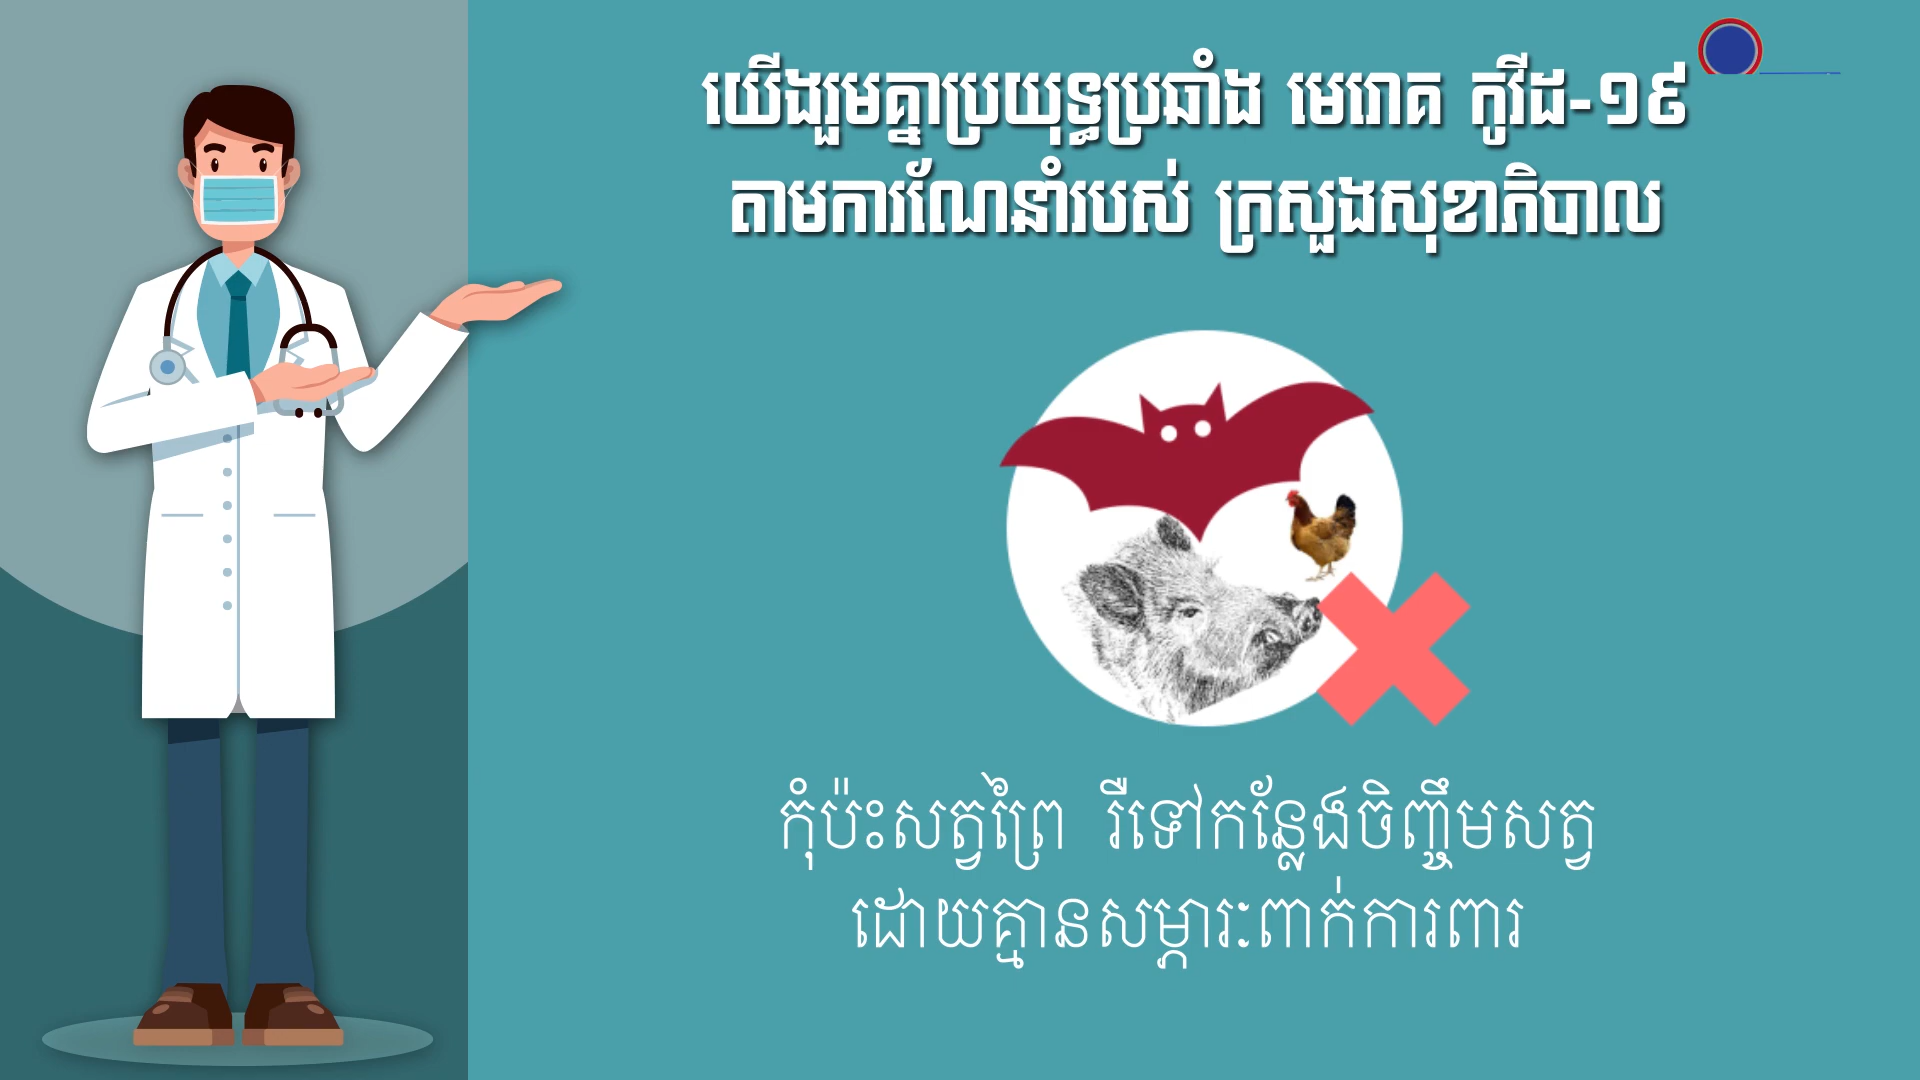 យើងរួមគ្នាប្រយុទ្ធប្រឆាំង មេរោគ កូវីដ-១៩
តាមការណែនាំរបស់ ក្រសួងសុខាភិបាល
កុំប៉ះសត្វព្រៃ រឺទៅកន្លែងចិញ្ចឹមសត្វ
ដោយគ្មានសម្ភារៈពាក់ការពារ